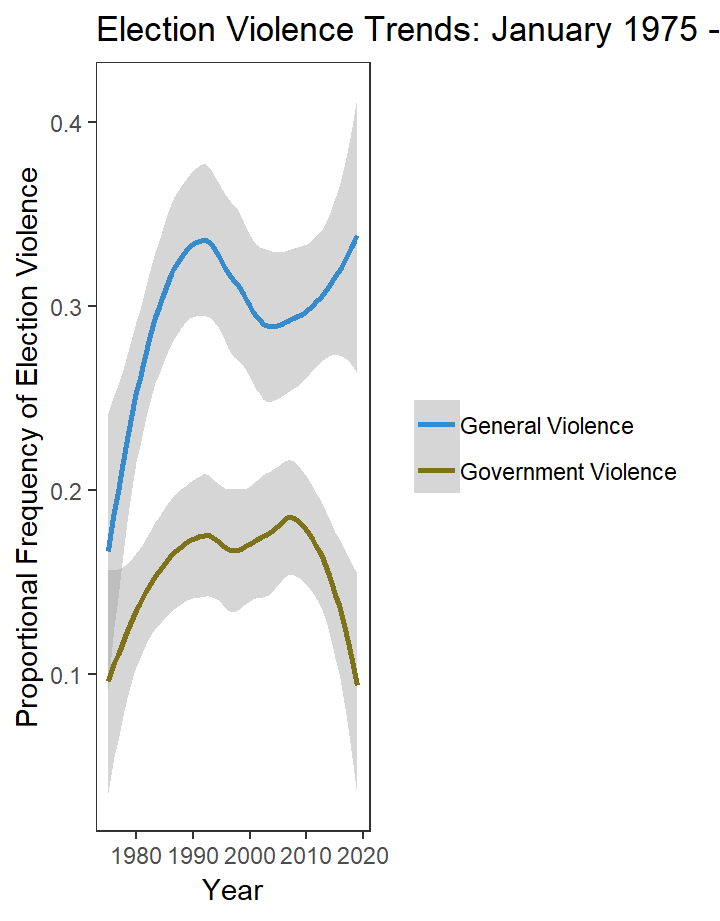 Election Violence Trends: January 1975 -
Proportional Frequency of Election Violence
0.4
0.3
0.2
0.1
1980 1990 2000 2010 2020
Year
General Violence
Government Violence